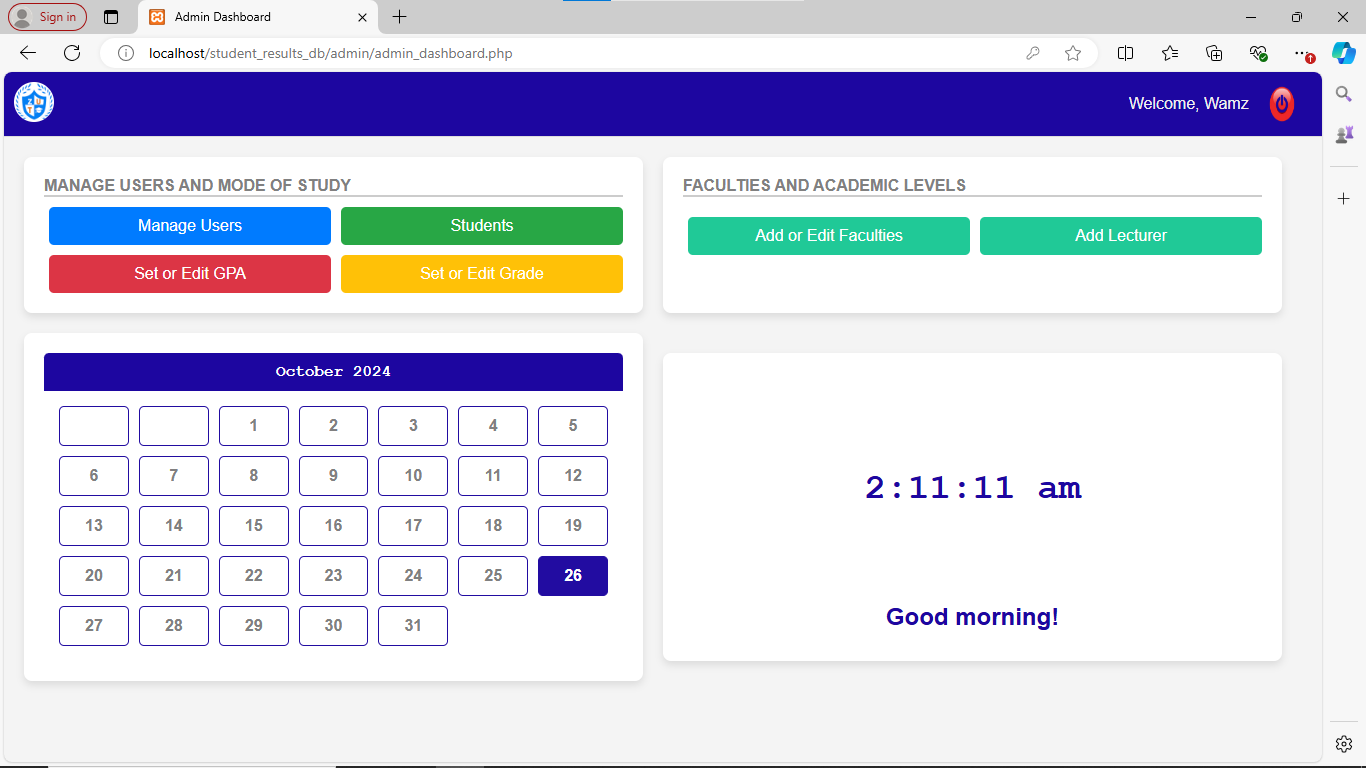 Sign in
Admin Dashboard
localhost/student_results_db/admin/admin_dashboard.php
Welcome, Wamz
MANAGE USERS AND MODE OF STUDY
Manage Users Students
Set or Edit GPA Set or Edit Grade
FACULTIES AND ACADEMIC LEVELS
Add or Edit Faculties Add Lecturer
October 2024
1 2 3 4 5
6 7 8 9 10 11 12
13 14 15 16 17 18 19
20 21 22 23 24 25 26
27 28 29 30 31
2:11:11 am
Good morning!